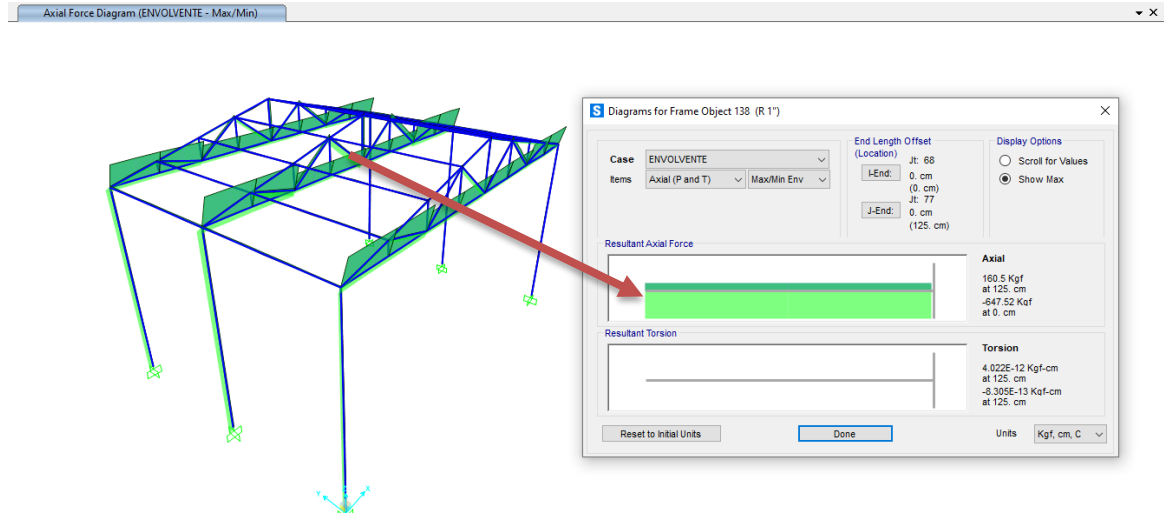 Axial Force Diagram (ENVOLVENTE - Max/Min)
S Diagrams for Frame Object 138 (R 1")
Case ENVOLVENTE
Items Axial (P and T) Max/Min Env
End Length Offset
(Location)
Jt: 68
I-End: 0. cm
(0. cm)
Jt: 77
J-End: 0. cm
(125. cm)
Display Options
Scroll for Values
Show Max
Resultant Axial Force
Axial
160.5 Kgf
at 125. cm
-647.52 Kgf
at 0. cm
Resultant Torsion
Torsion
4.022E-12 Kgf-cm
at 125. cm
-8.305E-13 Kgf-cm
at 125. cm
Reset to Initial Units
Done
Units Kgf, cm, C
Y X